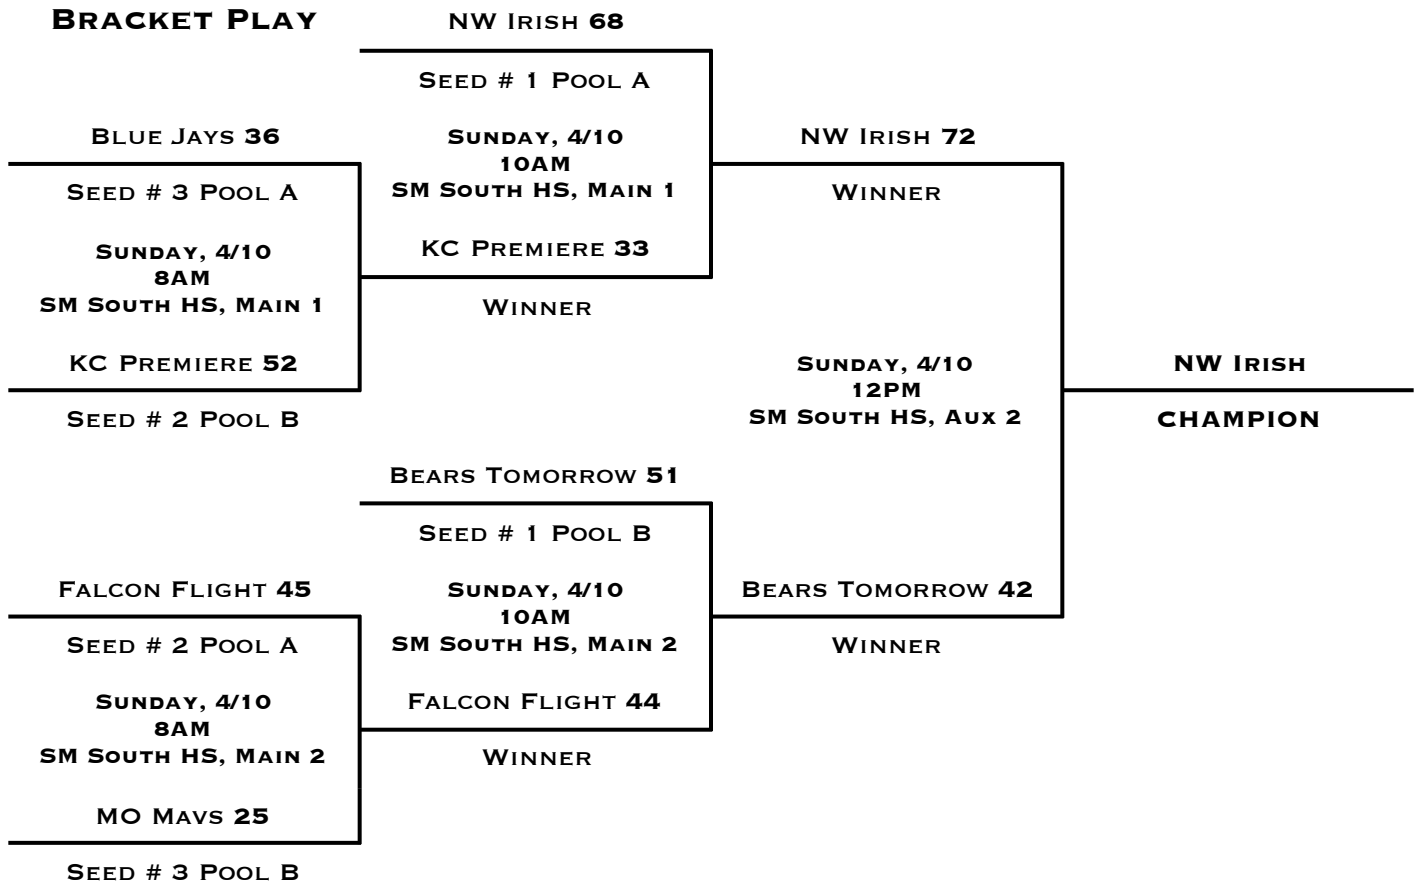 Bracket Play
NW Irish 68
Seed # 1 Pool A
Blue Jays 36
Sunday, 4/10
10AM
SM South HS, Main 1
NW Irish 72
Seed # 3 Pool A
Winner
Sunday, 4/10
8AM
SM South HS, Main 1
KC Premiere 33
Winner
KC Premiere 52
Seed # 2 Pool B
Sunday, 4/10
12PM
SM South HS, Aux 2
NW Irish
CHAMPION
Bears Tomorrow 51
Seed # 1 Pool B
Falcon Flight 45
Sunday, 4/10
10AM
SM South HS, Main 2
Bears Tomorrow 42
Seed # 2 Pool A
Winner
Sunday, 4/10
8AM
SM South HS, Main 2
Falcon Flight 44
Winner
MO Mavs 25
Seed # 3 Pool B